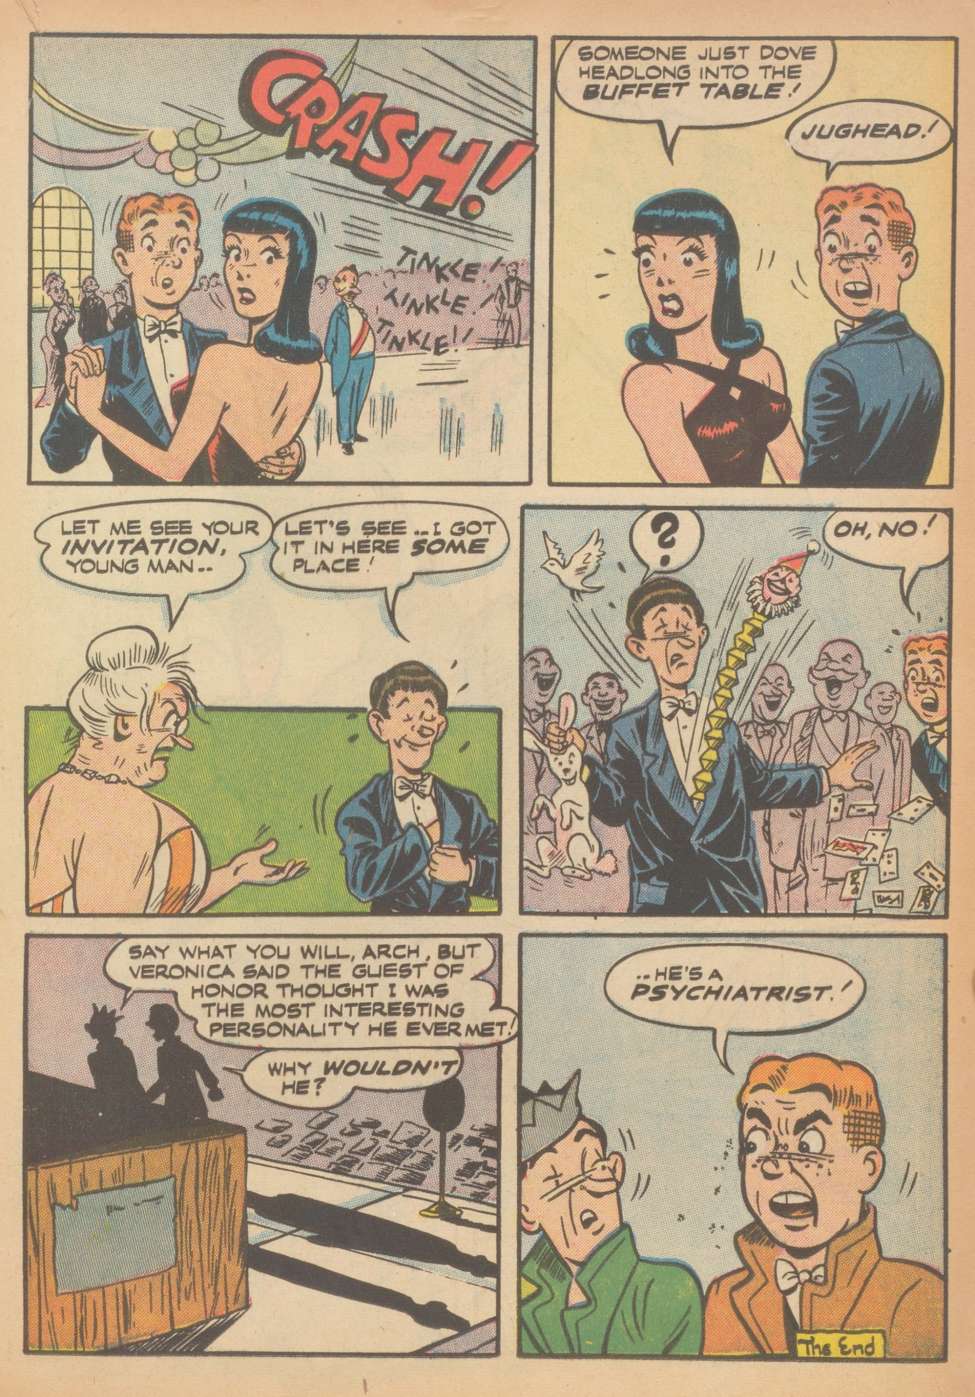 CRASH!
TINKLE!
TINKLE!
TINKLE!!
SOMEONE JUST DOVE
HEADLONG INTO THE
BUFFET TABLE!
JUGHEAD!
LET ME SEE YOUR
INVITATION,
YOUNG MAN--
LET'S SEE...I GOT
IT IN HERE SOME
PLACE!
?
OH, NO!
SAY WHAT YOU WILL, ARCH, BUT
VERONICA SAID THE GUEST OF
HONOR THOUGHT I WAS
THE MOST INTERESTING
PERSONALITY HE EVER MET!
WHY WOULDN'T
HE?
...HE'S A
PSYCHIATRIST!
The End